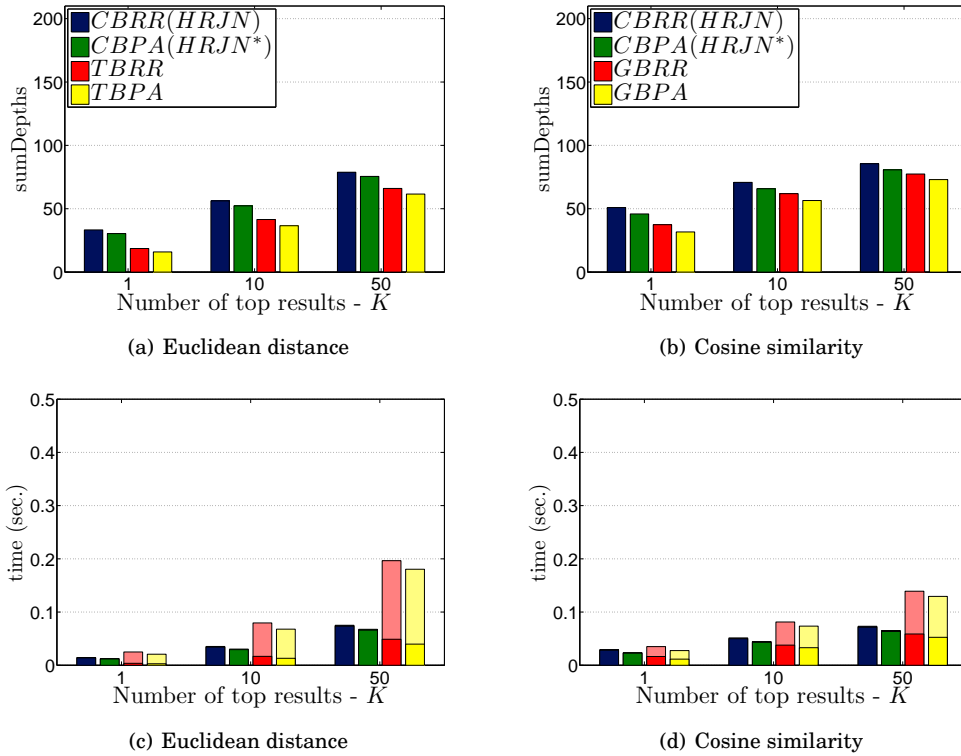 200
150
100
50
0
sumDepths
CBRR(HRJN)
CBPA(HRJN*)
TBRR
TBPA
1 10 50
Number of top results - K
(a) Euclidean distance
200
150
100
50
0
sumDepths
CBRR(HRJN)
CBPA(HRJN*)
GBRR
GBPA
1 10 50
Number of top results - K
(b) Cosine similarity
0.5
0.4
0.3
0.2
0.1
0
time (sec.)
1 10 50
Number of top results - K
(c) Euclidean distance
0.5
0.4
0.3
0.2
0.1
0
time (sec.)
1 10 50
Number of top results - K
(d) Cosine similarity